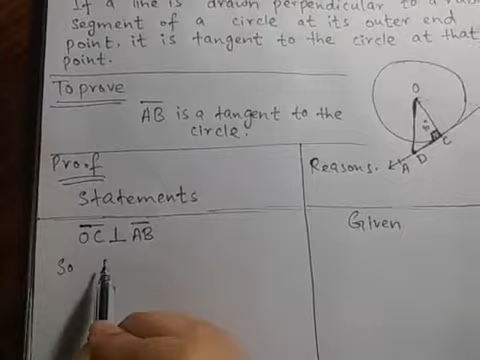 If a line is drawn perpendicular to a
segment of a circle at its outer end
point, it is tangent to the circle at that
point.
To prove
AB is a tangent to the
circle.
O
C
D
A
Proof
Statements
Reasons.
OC ⊥ AB
Given
So